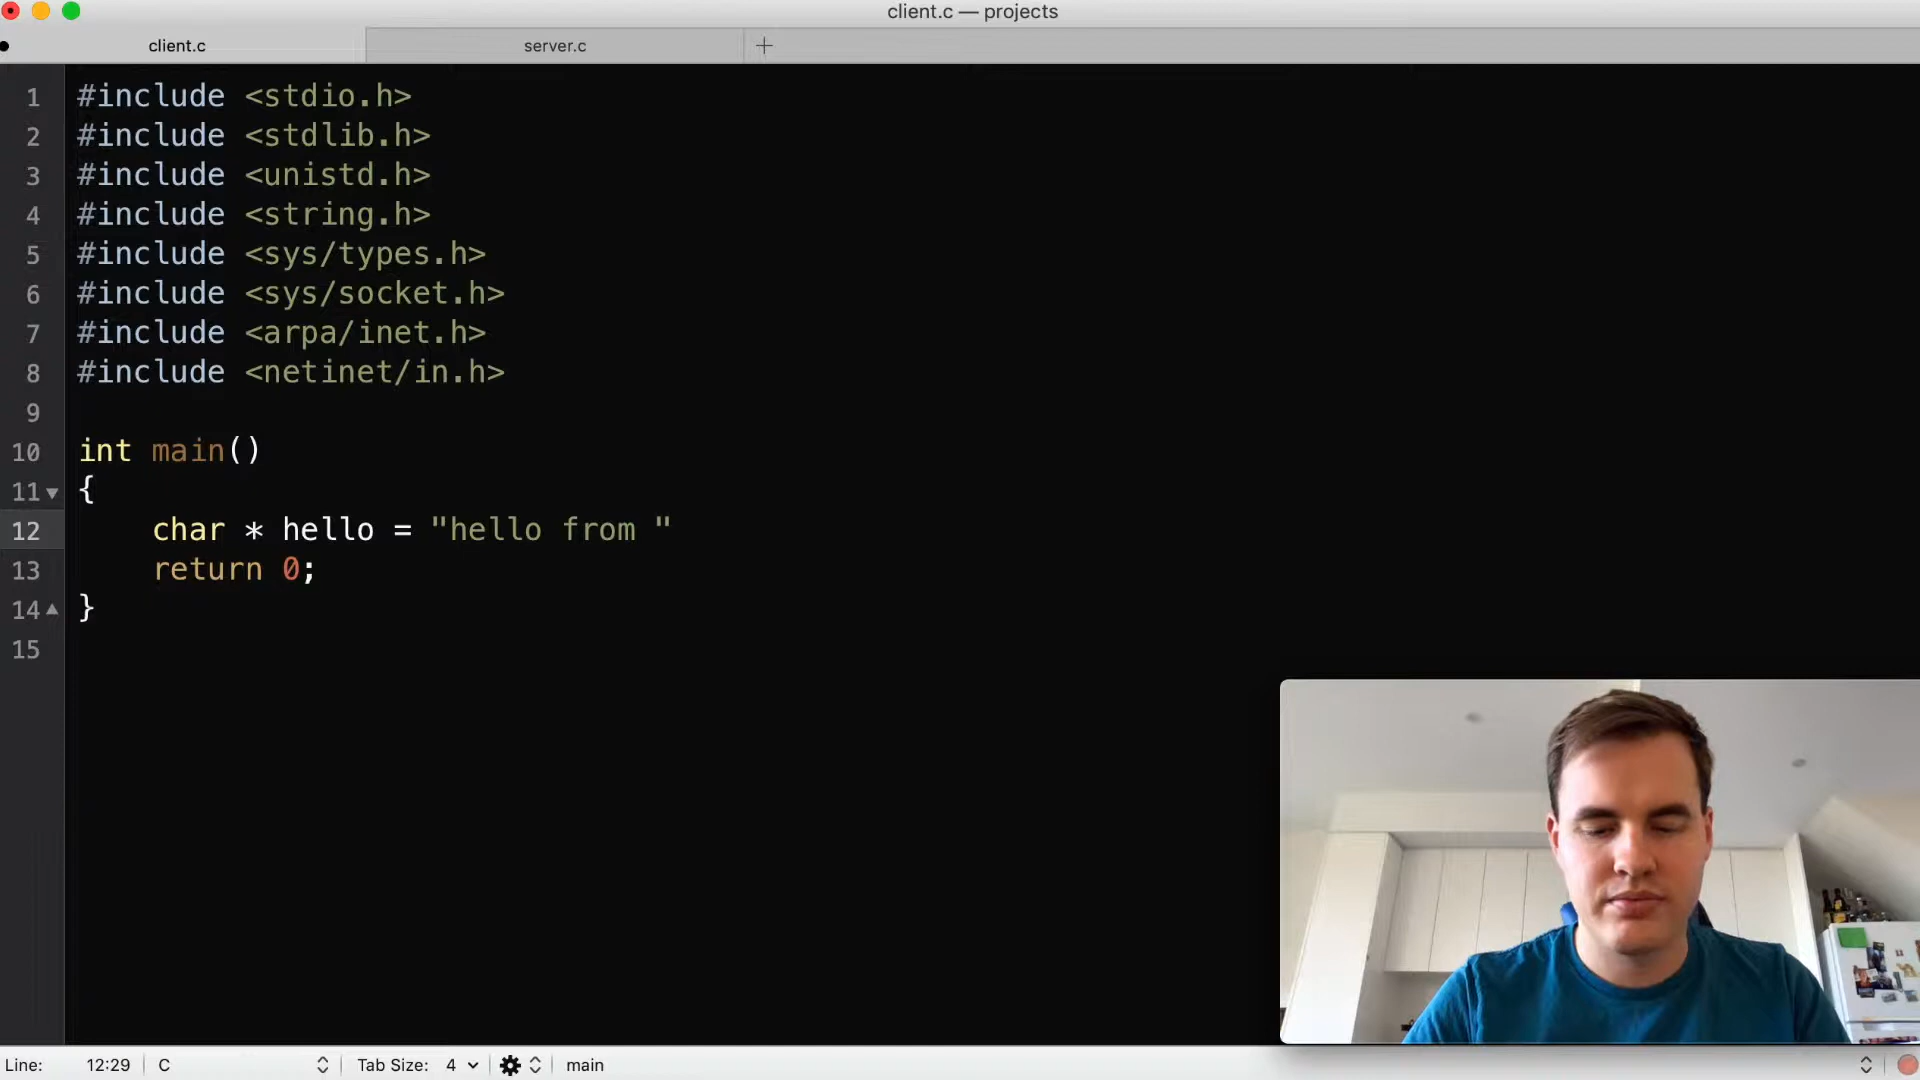 client.c — projects
client.c
server.c
1 #include <stdio.h>
2 #include <stdlib.h>
3 #include <unistd.h>
4 #include <string.h>
5 #include <sys/types.h>
6 #include <sys/socket.h>
7 #include <arpa/inet.h>
8 #include <netinet/in.h>
9
10 int main()
11 {
12 char * hello = "hello from "
13 return 0;
14 }
15
Line: 12:29 C Tab Size: 4 main